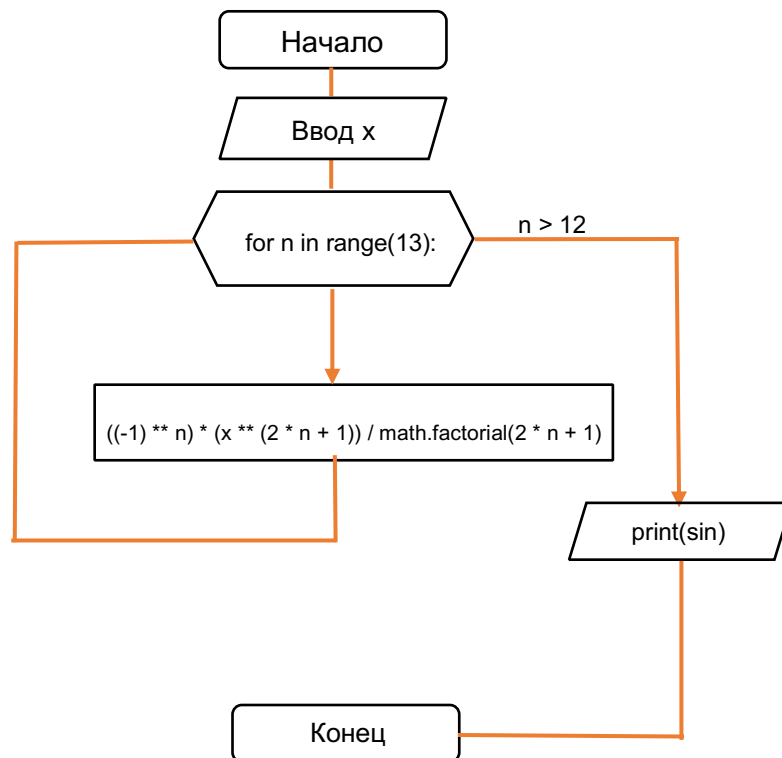 Начало
Ввод x
for n in range(13):
n > 12
((-1) ** n) * (x ** (2 * n + 1)) / math.factorial(2 * n + 1)
print(sin)
Конец